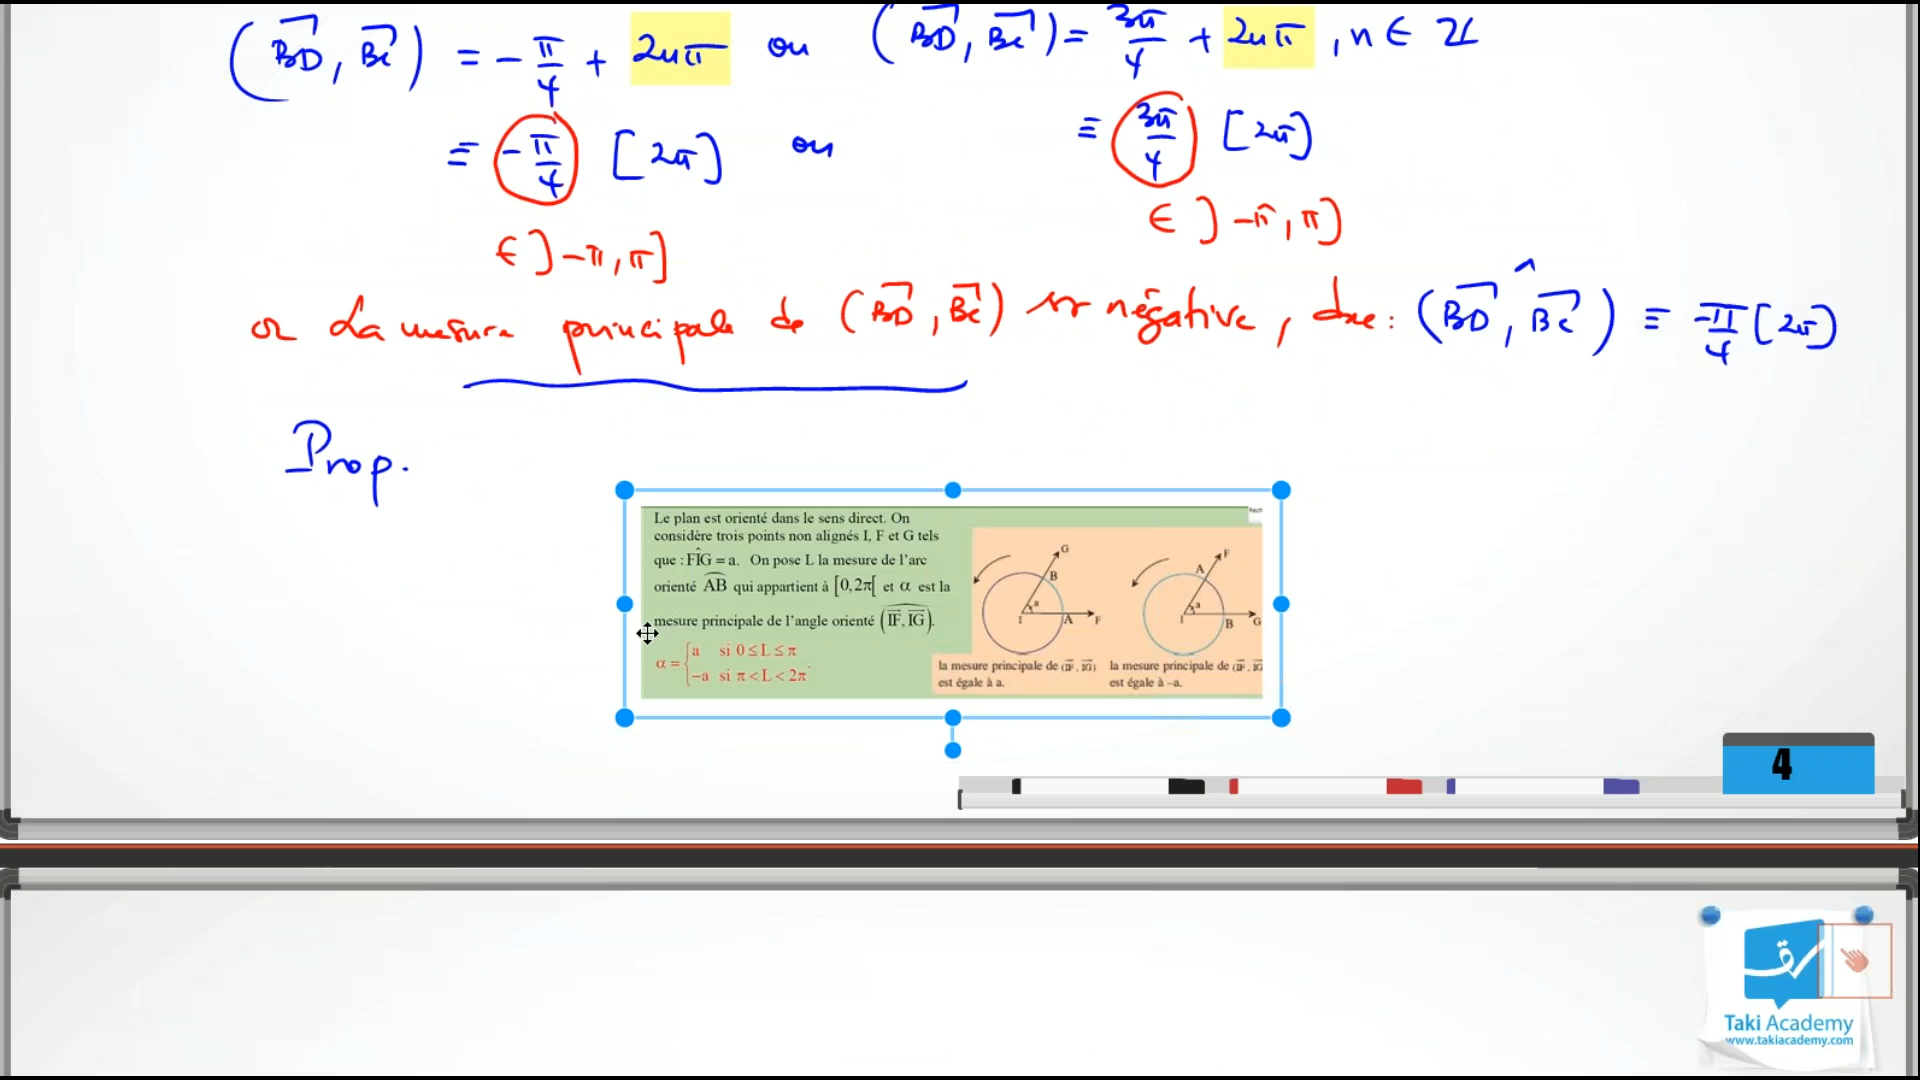 (BD, BC) = -π/4 + 2nπ ou (BD, BC) = 3π/4 + 2nπ, n ∈ ℤ
≡ -π/4 [2π] ou ≡ 3π/4 [2π]
∈ ]-π, π] ∈ ]-π, π]
or La mesure principale de (BD, BC) est négative, donc : (BD, BC) ≡ -π/4 [2π]
Prop.
Le plan est orienté dans le sens direct. On
considère trois points non alignés I, F et G tels
que : FIG = a. On pose L la mesure de l'arc
orienté AB qui appartient à [0,2π[ et α est la
mesure principale de l'angle orienté (IF, IG).
α = { a si 0 ≤ L ≤ π
-a si π < L < 2π
Rech
G
B
a
I
A
F
F
A
a
I
B
G
la mesure principale de (IF, IG)
est égale à a.
la mesure principale de (IF, IG
est égale à -a.
4
Taki Academy
www.takiacademy.com